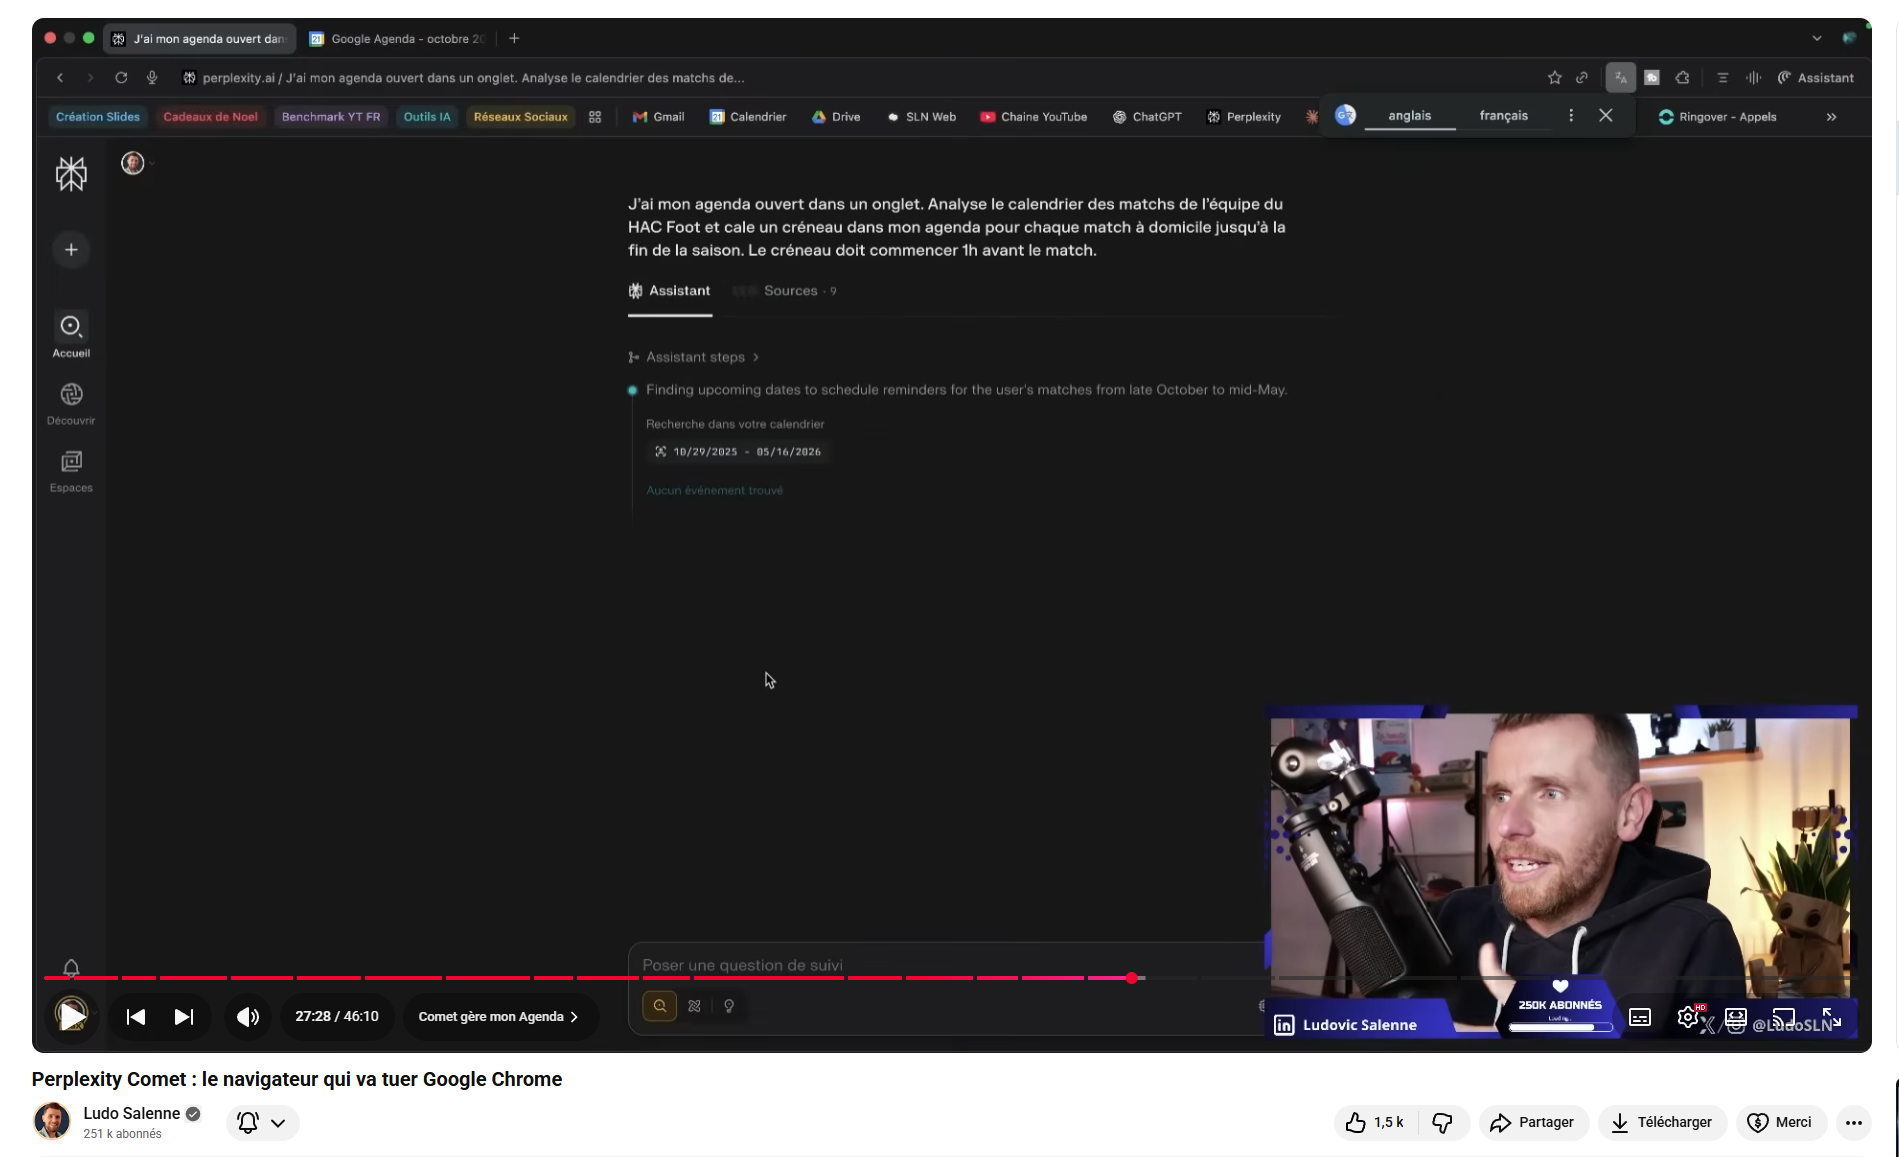 J'ai mon agenda ouvert dan
Google Agenda - octobre 20
perplexity.ai / J'ai mon agenda ouvert dans un onglet. Analyse le calendrier des matchs de...
Assistant
Création Slides
Cadeaux de Noel
Benchmark YT FR
Outils IA
Réseaux Sociaux
Gmail
Calendrier
Drive
SLN Web
Chaine YouTube
ChatGPT
Perplexity
anglais
français
Ringover - Appels
J'ai mon agenda ouvert dans un onglet. Analyse le calendrier des matchs de l'équipe du
HAC Foot et cale un créneau dans mon agenda pour chaque match à domicile jusqu'à la
fin de la saison. Le créneau doit commencer 1h avant le match.
Assistant
Sources · 9
Accueil
Découvrir
Espaces
Assistant steps
Finding upcoming dates to schedule reminders for the user's matches from late October to mid-May.
Recherche dans votre calendrier
10/29/2025 - 05/16/2026
Aucun événement trouvé
Poser une question de suivi
27:28 / 46:10
Comet gère mon Agenda
Ludovic Salenne
250K ABONNÉS
Loading...
HD
@LudoSLN
Perplexity Comet : le navigateur qui va tuer Google Chrome
Ludo Salenne
251 k abonnés
1,5 k
Partager
Télécharger
Merci